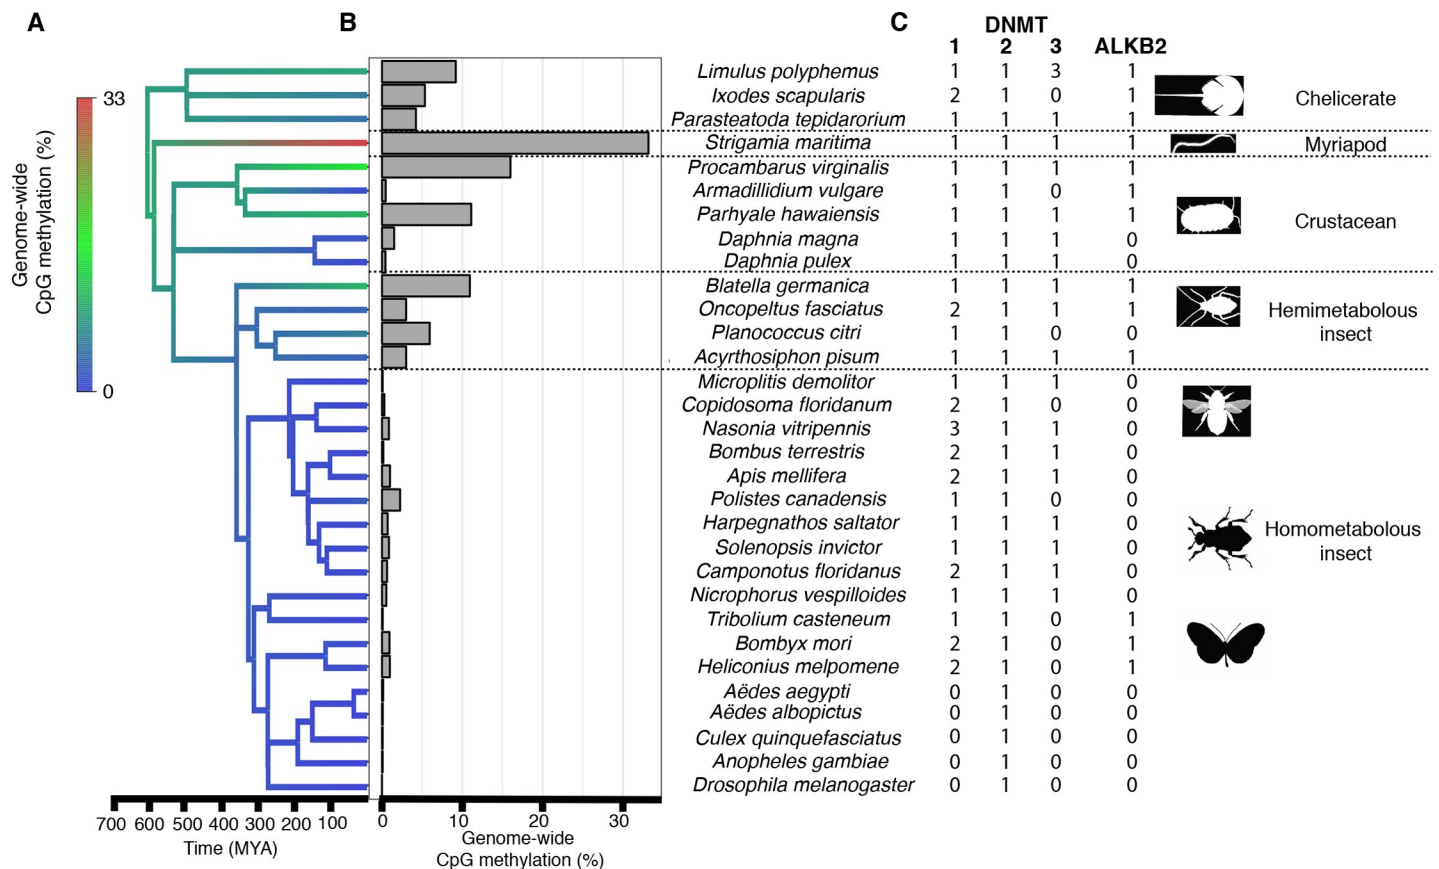 A
B
C
DNMT
1 2 3 ALKB2
Genome-wide
CpG methylation (%)
33
0
Limulus polyphemus 1 1 3 1
Ixodes scapularis 2 1 0 1
Parasteatoda tepidarorium 1 1 1 1
Chelicerate
Strigamia maritima 1 1 1 1
Myriapod
Procambarus virginalis 1 1 1 1
Armadillidium vulgare 1 1 0 1
Parhyale hawaiensis 1 1 1 1
Daphnia magna 1 1 1 0
Daphnia pulex 1 1 1 0
Crustacean
Blatella germanica 1 1 1 1
Oncopeltus fasciatus 2 1 1 1
Planococcus citri 1 1 0 0
Acyrthosiphon pisum 1 1 1 1
Hemimetabolous
insect
Microplitis demolitor 1 1 1 0
Copidosoma floridanum 2 1 0 0
Nasonia vitripennis 3 1 1 0
Bombus terrestris 2 1 1 0
Apis mellifera 2 1 1 0
Polistes canadensis 1 1 0 0
Harpegnathos saltator 1 1 1 0
Solenopsis invictor 1 1 1 0
Camponotus floridanus 2 1 1 0
Nicrophorus vespilloides 1 1 1 0
Tribolium casteneum 1 1 0 1
Bombyx mori 2 1 0 1
Heliconius melpomene 2 1 0 1
Aëdes aegypti 0 1 0 0
Aëdes albopictus 0 1 0 0
Culex quinquefasciatus 0 1 0 0
Anopheles gambiae 0 1 0 0
Drosophila melanogaster 0 1 0 0
Homometabolous
insect
700 600 500 400 300 200 100
Time (MYA)
0 10 20 30
Genome-wide
CpG methylation (%)